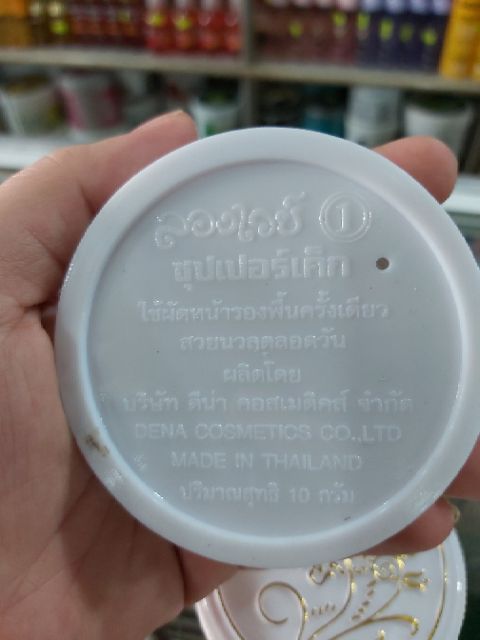 ลองไวย์ 1
ซุปเปอร์เค็ก
ใช้ผัดหน้ารองพื้นครั้งเดียว
สวยนวลตลอดวัน
ผลิตโดย
บริษัท ดีน่า คอสเมติคส์ จำกัด
DENA COSMETICS CO.,LTD
MADE IN THAILAND
ปริมาณสุทธิ 10 กรัม